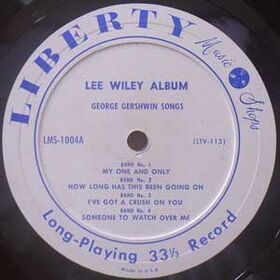 LIBERTY
Music
Shops
LEE WILEY ALBUM
GEORGE GERSHWIN SONGS
LMS-1004A
(LTV-113)
BAND No. 1
MY ONE AND ONLY
BAND No. 2
HOW LONG HAS THIS BEEN GOING ON
BAND No. 3
I'VE GOT A CRUSH ON YOU
BAND No. 4
SOMEONE TO WATCH OVER ME
Long-Playing 33⅓ Record
Made in U S A